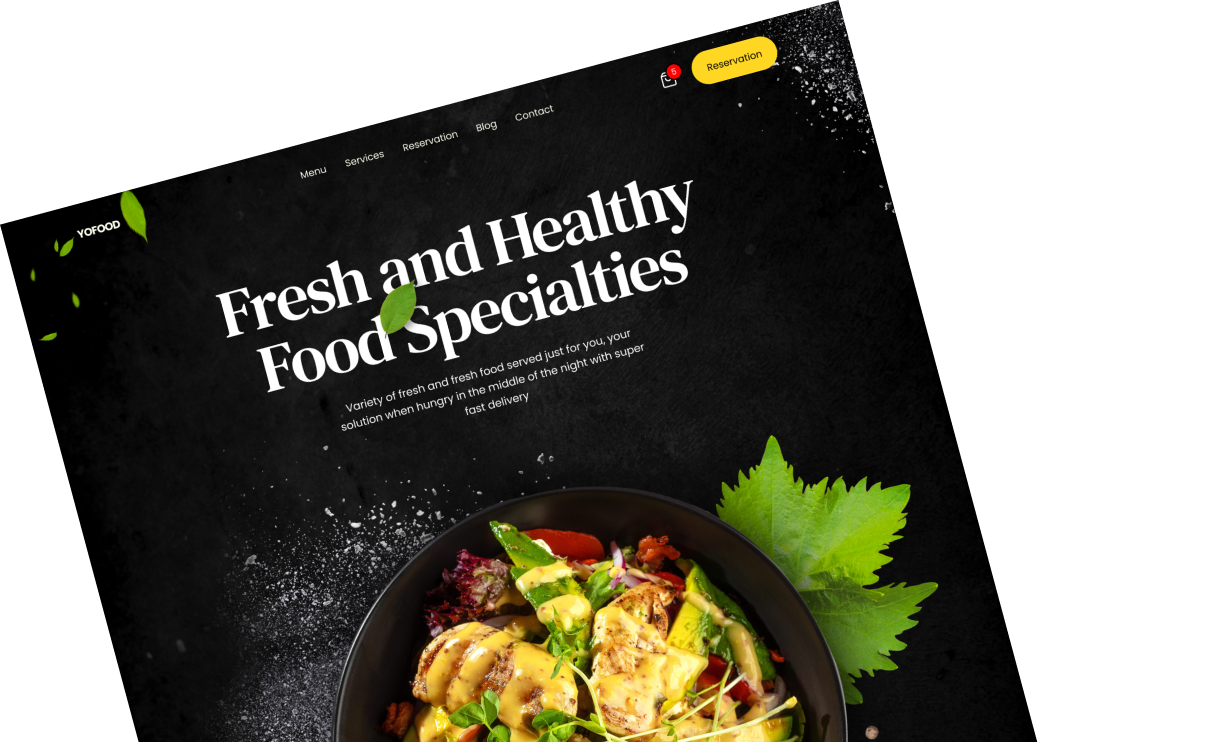 YOFOOD
Menu Services Reservation Blog Contact
5
Reservation
Fresh and Healthy
Food Specialties
Variety of fresh and fresh food served just for you, your
solution when hungry in the middle of the night with super
fast delivery